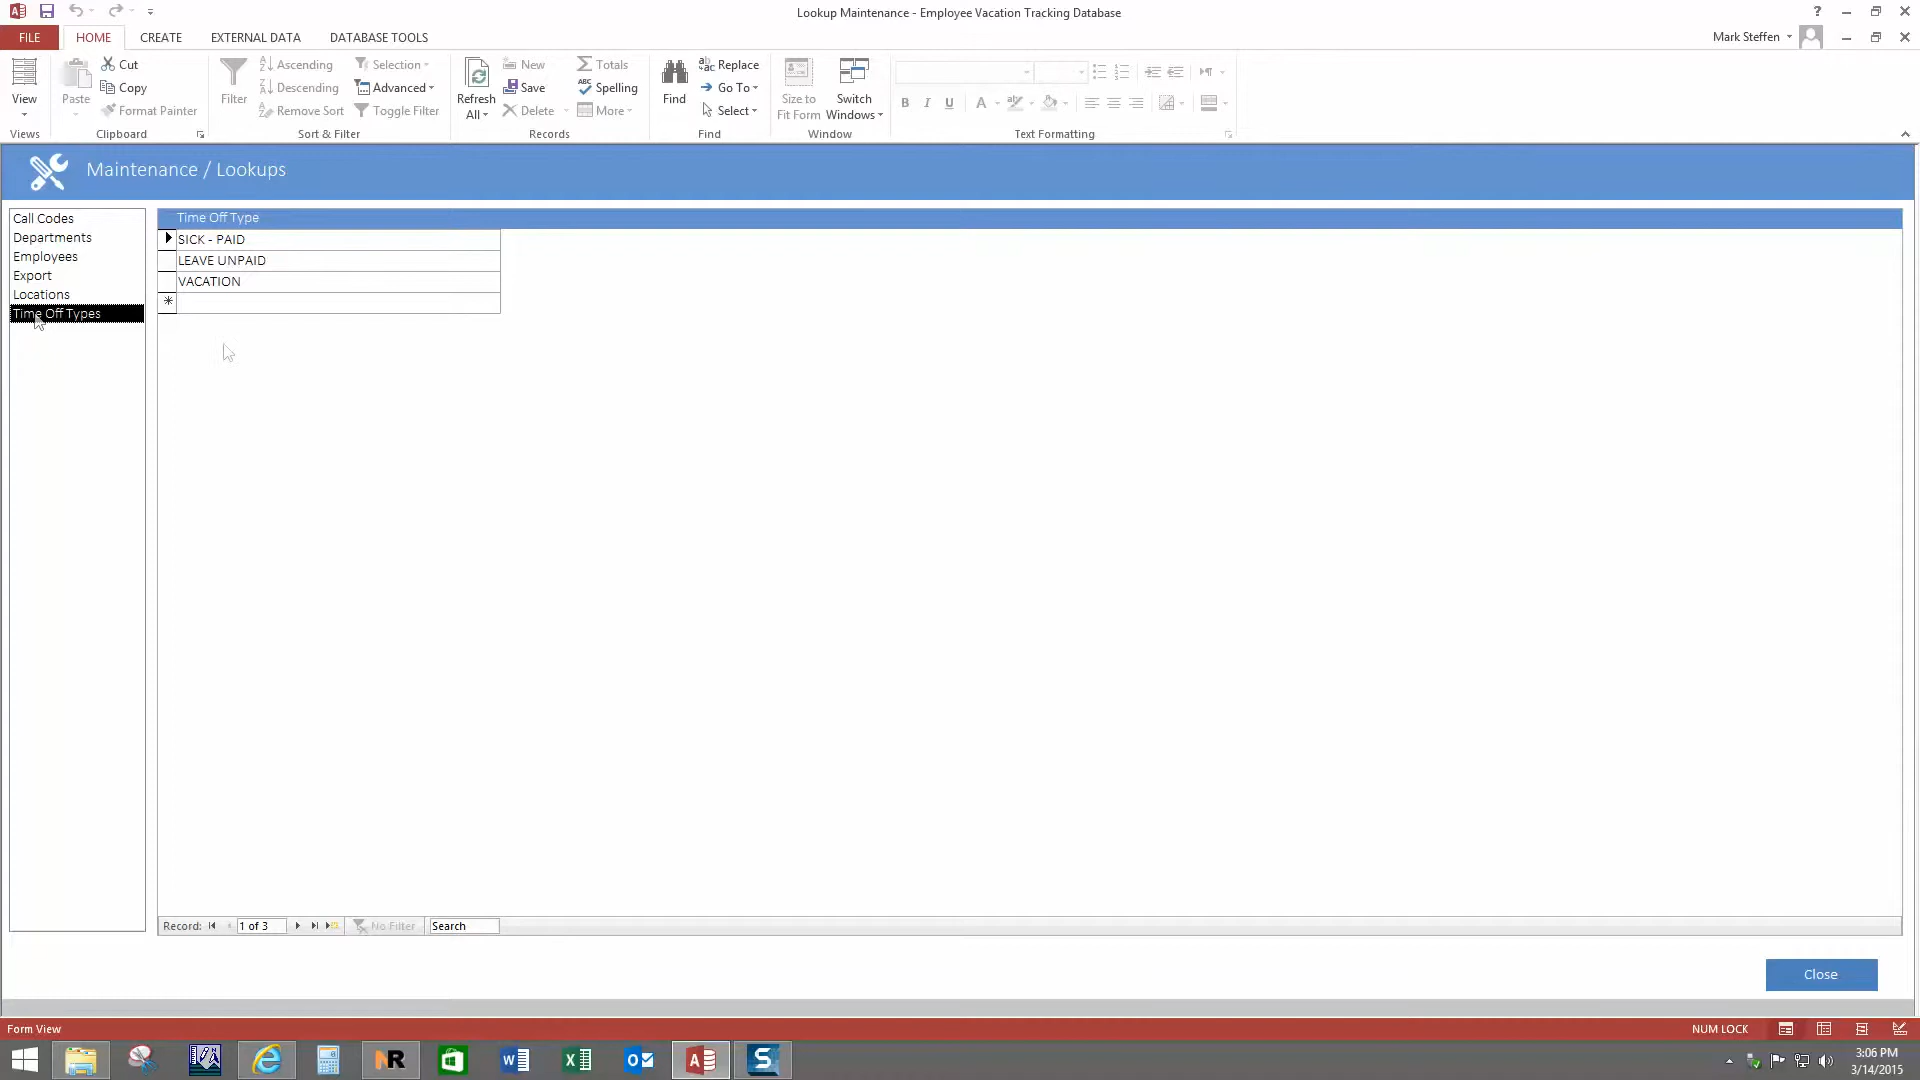 Lookup Maintenance - Employee Vacation Tracking Database
?
FILE HOME CREATE EXTERNAL DATA DATABASE TOOLS Mark Steffen
View Paste Cut Copy Format Painter
Filter Ascending Descending Remove Sort Selection Advanced Toggle Filter
Refresh All New Save Delete Totals Spelling More
Find Replace Go To Select
Size to Fit Form Switch Windows
B I U A
Views Clipboard Sort & Filter Records Find Window Text Formatting
Maintenance / Lookups
Call Codes
Departments
Employees
Export
Locations
Time Off Types
Time Off Type
SICK - PAID
LEAVE UNPAID
VACATION
Record: 1 of 3 No Filter Search
Close
Form View NUM LOCK
3:06 PM
3/14/2015